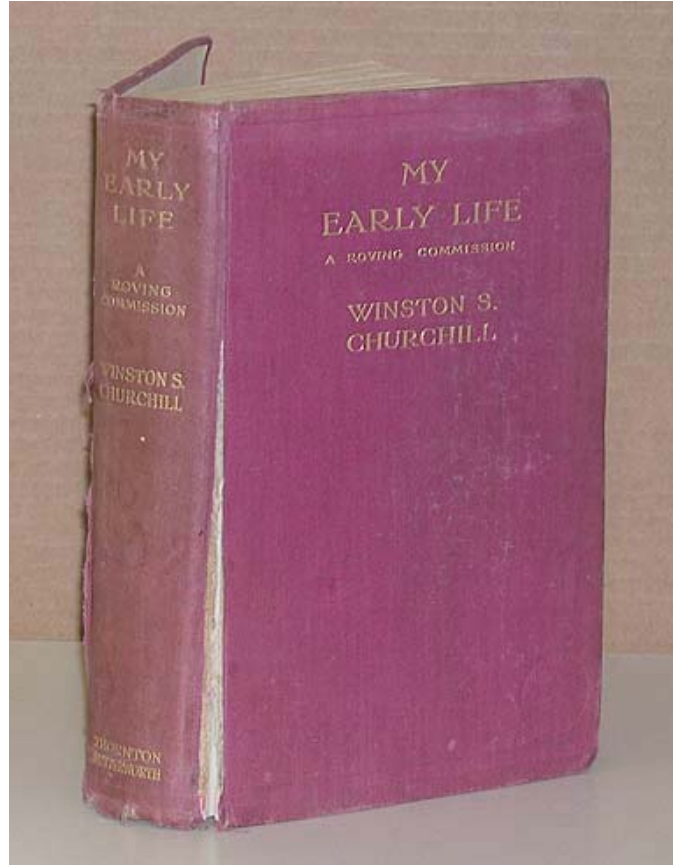 MY
EARLY
LIFE
A
ROVING
COMMISSION
WINSTON S.
CHURCHILL
THORNTON
BUTTERWORTH
MY
EARLY LIFE
A ROVING COMMISSION
WINSTON S.
CHURCHILL